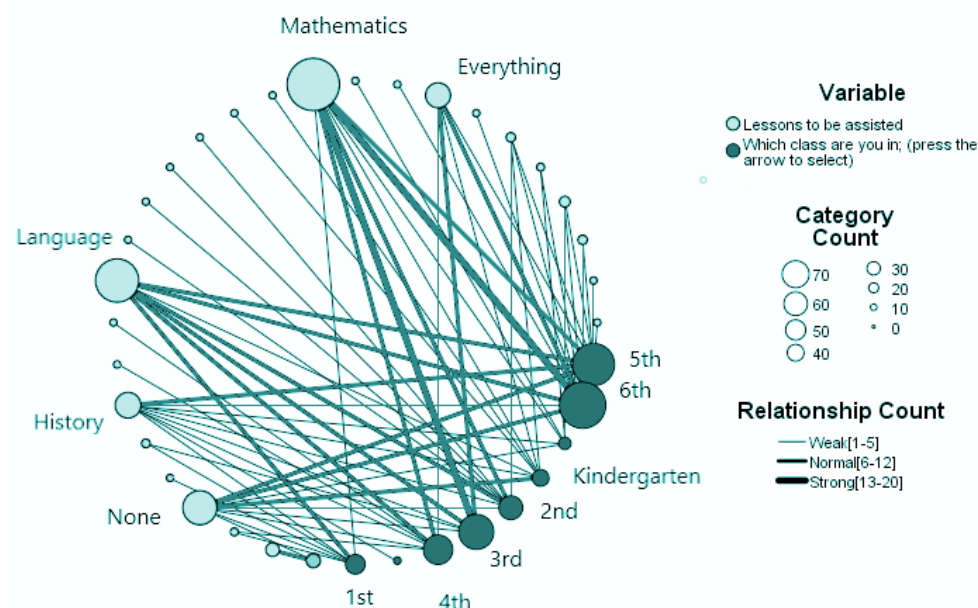 Mathematics
Everything
Language
History
None
1st
4th
3rd
2nd
Kindergarten
6th
5th
Variable
Lessons to be assisted
Which class are you in; (press the
arrow to select)
Category
Count
70
60
50
40
30
20
10
0
Relationship Count
Weak[1-5]
Normal[6-12]
Strong[13-20]